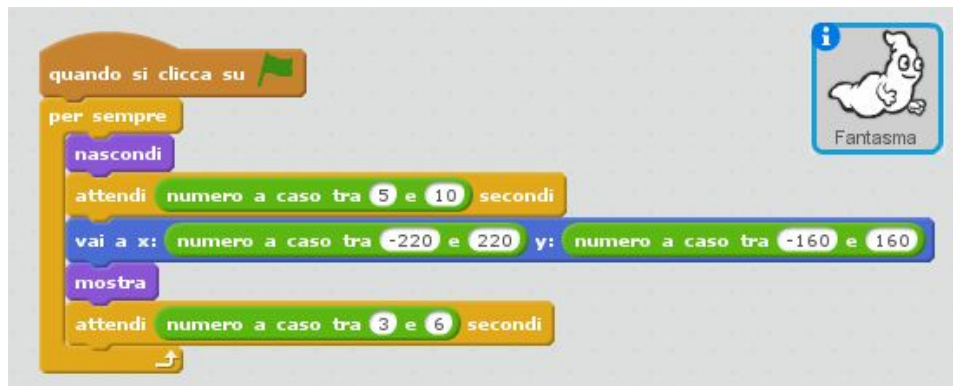 quando si clicca su
per sempre
nascondi
attendi numero a caso tra 5 e 10 secondi
vai a x: numero a caso tra -220 e 220 y: numero a caso tra -160 e 160
mostra
attendi numero a caso tra 3 e 6 secondi
i
Fantasma